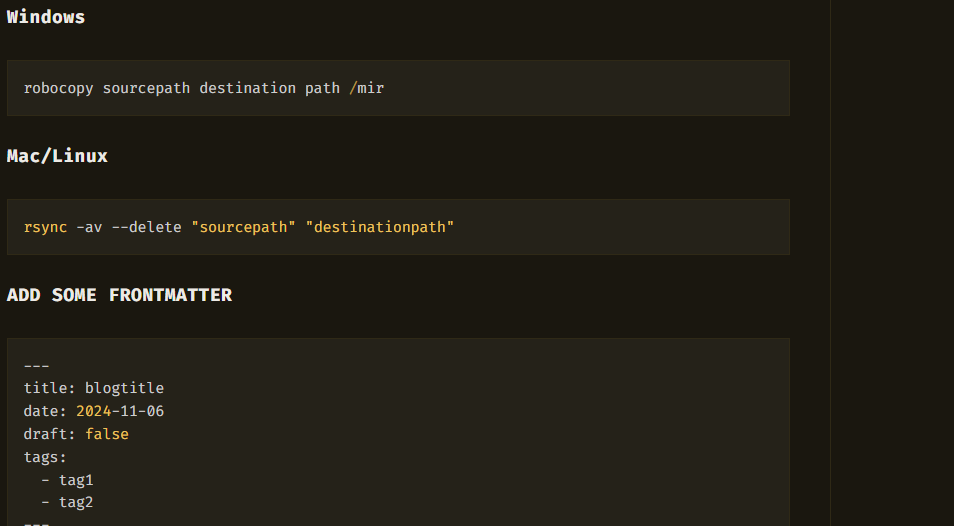 Windows
robocopy sourcepath destination path /mir
Mac/Linux
rsync -av --delete "sourcepath" "destinationpath"
ADD SOME FRONTMATTER
---
title: blogtitle
date: 2024-11-06
draft: false
tags:
  - tag1
  - tag2
---